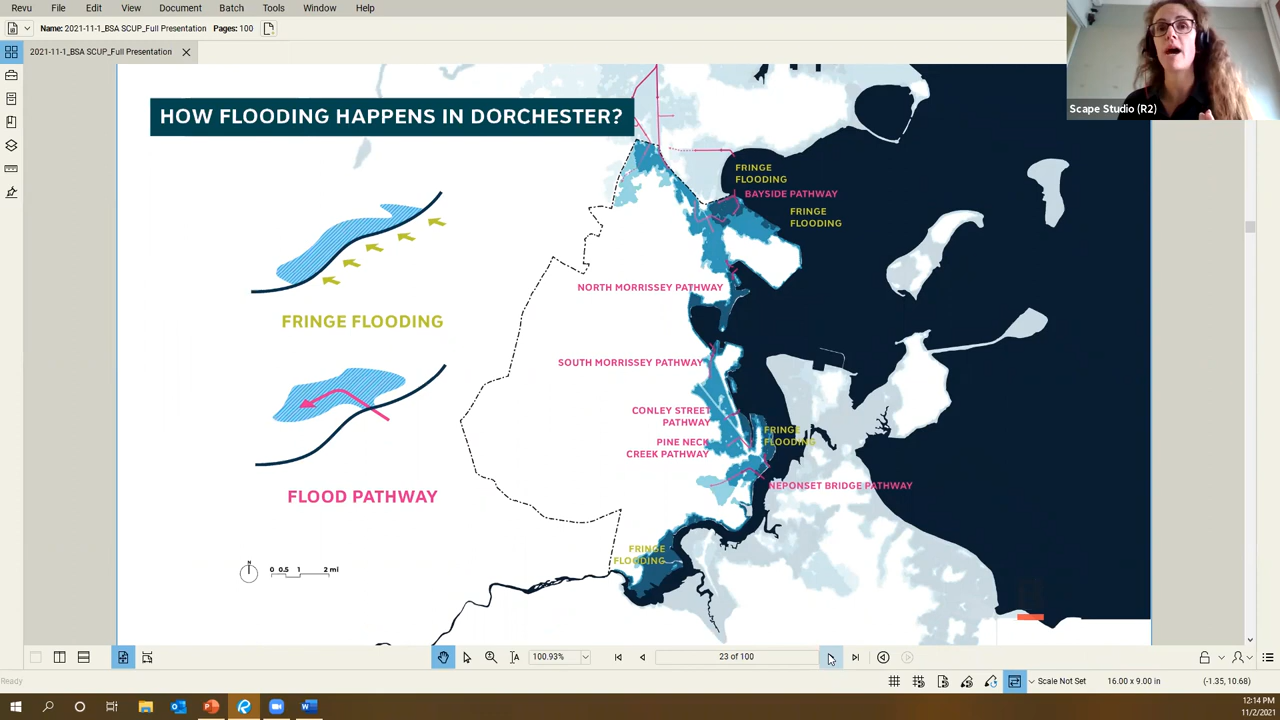 Revu File Edit View Document Batch Tools Window Help
Name: 2021-11-1_BSA SCUP_Full Presentation Pages: 100
2021-11-1_BSA SCUP_Full Presentation
Scape Studio (R2)
HOW FLOODING HAPPENS IN DORCHESTER?
FRINGE
FLOODING
BAYSIDE PATHWAY
FRINGE
FLOODING
NORTH MORRISSEY PATHWAY
FRINGE FLOODING
SOUTH MORRISSEY PATHWAY
CONLEY STREET
PATHWAY
FRINGE
FLOODING
PINE NECK
CREEK PATHWAY
NEPONSET BRIDGE PATHWAY
FLOOD PATHWAY
FRINGE
FLOODING
N
0 0.5 1 2 mi
100.93%
23 of 100
Ready
Scale Not Set
16.00 x 9.00 in
(-1.35, 10.68)
12:14 PM
11/2/2021